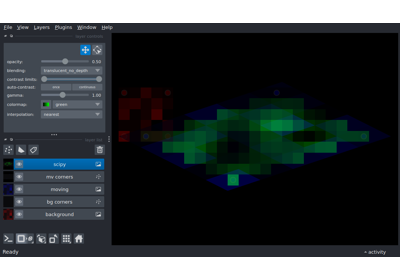 File View Layers Plugins Window Help
opacity: 0.50
blending: translucent_no_depth
contrast limits:
auto-contrast: once continuous
gamma: 1.00
colormap: green
interpolation: nearest
scipy
mv corners
moving
bg corners
background
Ready activity